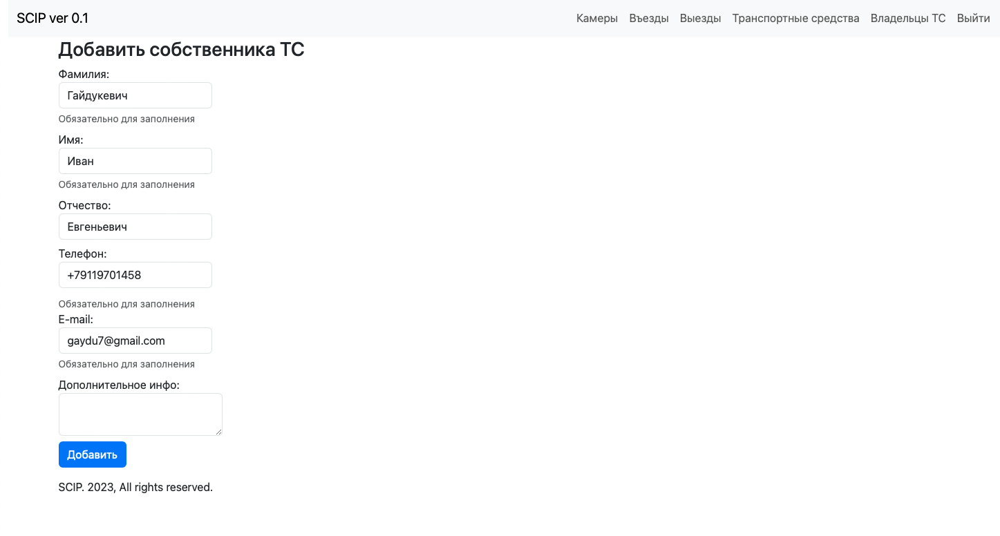 SCIP ver 0.1
Камеры Въезды Выезды Транспортные средства Владельцы ТС Выйти
Добавить собственника ТС
Фамилия:
Гайдукевич
Обязательно для заполнения
Имя:
Иван
Обязательно для заполнения
Отчество:
Евгеньевич
Телефон:
+79119701458
Обязательно для заполнения
E-mail:
gaydu7@gmail.com
Обязательно для заполнения
Дополнительное инфо:
Добавить
SCIP. 2023, All rights reserved.